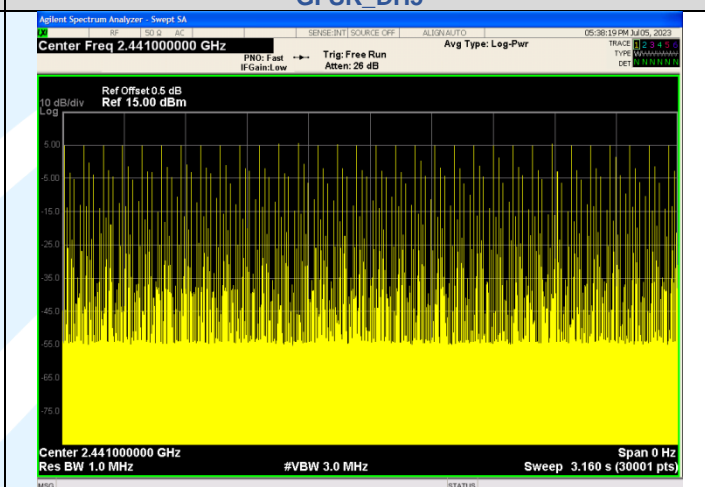 GFSK_DH5
Agilent Spectrum Analyzer - Swept SA
RF 50 Ω AC SENSE:INT SOURCE OFF ALIGN AUTO 05:38:19 PM Jul 05, 2023
Center Freq 2.441000000 GHz
PNO: Fast
IFGain:Low
Trig: Free Run
Atten: 26 dB
Avg Type: Log-Pwr
TRACE 1 2 3 4 5 6
TYPE
DET N N N N N N
10 dB/div
Log
Ref Offset 0.5 dB
Ref 15.00 dBm
5.00
-5.00
-15.0
-25.0
-35.0
-45.0
-55.0
-65.0
-75.0
Center 2.441000000 GHz
Span 0 Hz
Res BW 1.0 MHz
#VBW 3.0 MHz
Sweep 3.160 s (30001 pts)
MSG
STATUS